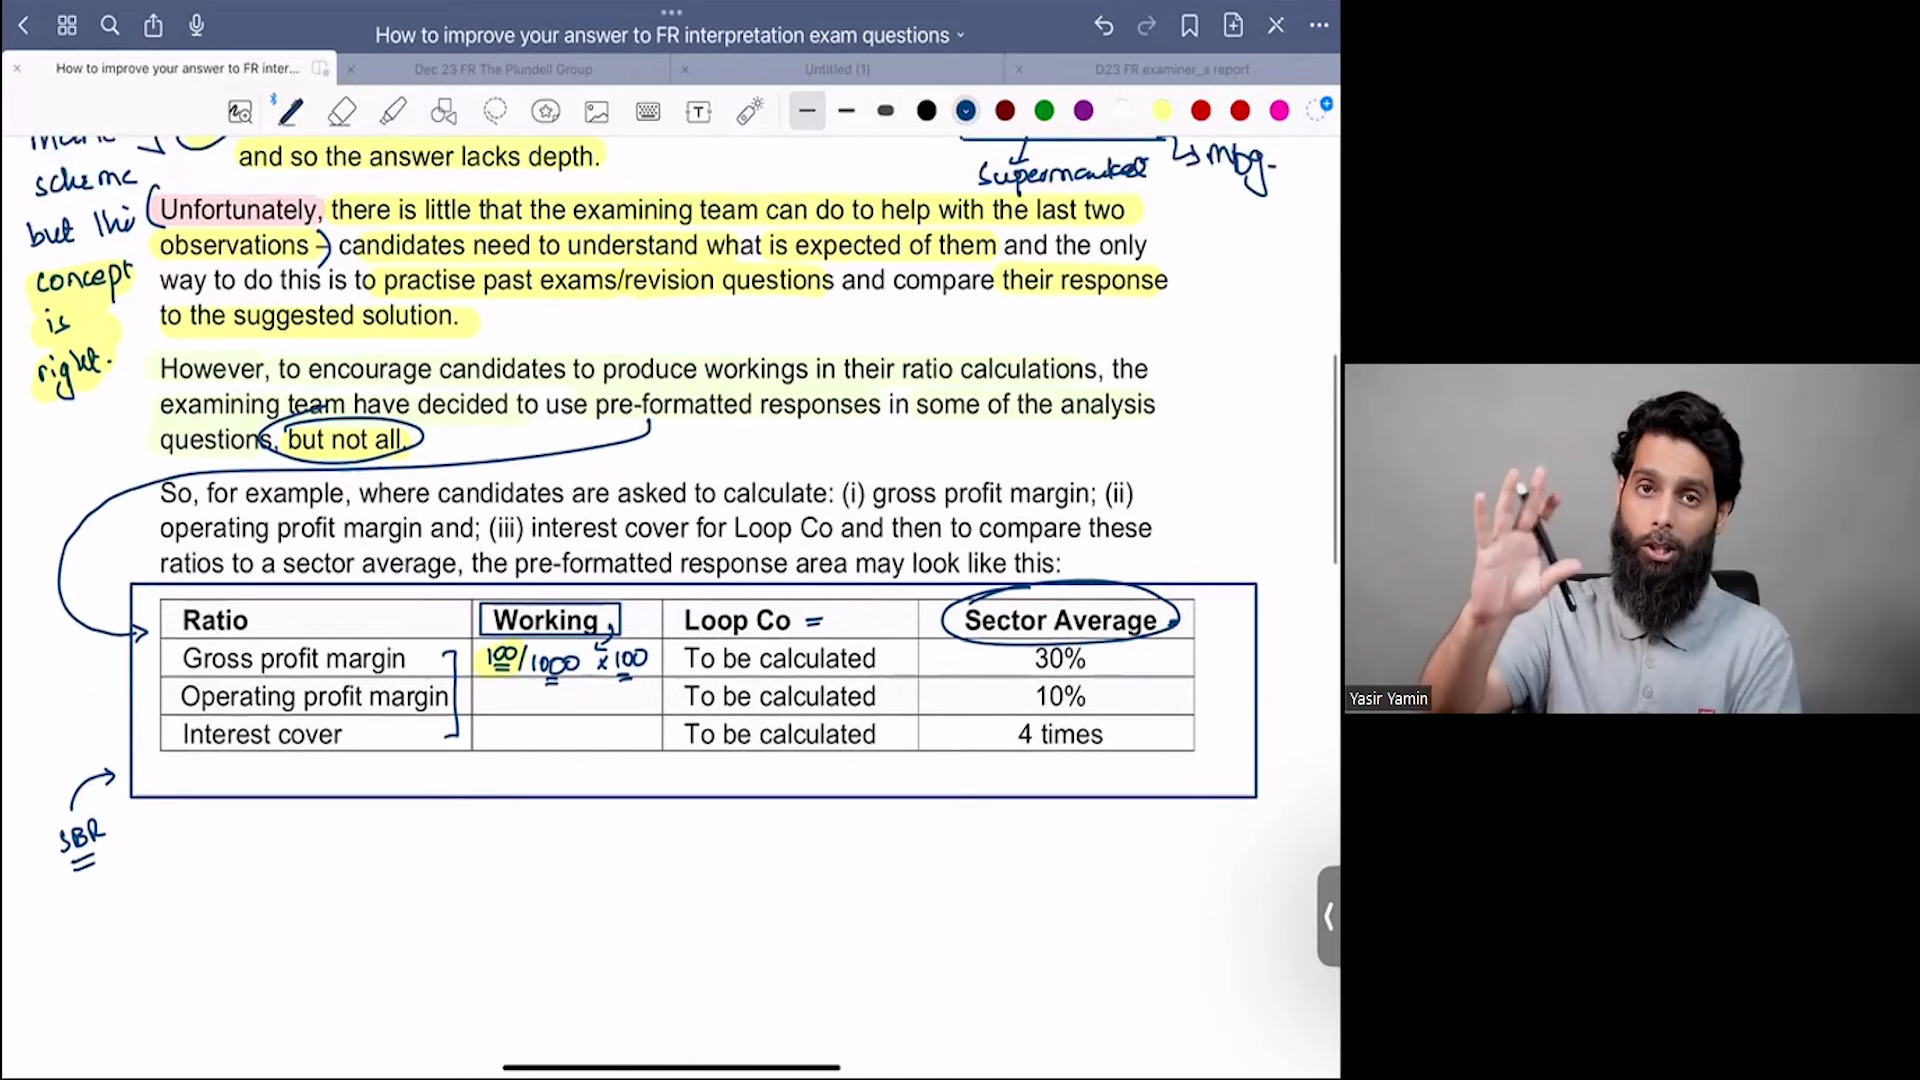 How to improve your answer to FR interpretation exam questions
How to improve your answer to FR inter...
Dec 23 FR The Plundell Group
Untitled (1)
D23 FR examiner_s report
and so the answer lacks depth.
Supermarket
scheme
but this
concept
is
right.
Unfortunately, there is little that the examining team can do to help with the last two
observations – candidates need to understand what is expected of them and the only
way to do this is to practise past exams/revision questions and compare their response
to the suggested solution.
However, to encourage candidates to produce workings in their ratio calculations, the
examining team have decided to use pre-formatted responses in some of the analysis
questions, but not all.
So, for example, where candidates are asked to calculate: (i) gross profit margin; (ii)
operating profit margin and; (iii) interest cover for Loop Co and then to compare these
ratios to a sector average, the pre-formatted response area may look like this:
Ratio Working Loop Co = Sector Average
Gross profit margin 100/1000 x 100 To be calculated 30%
Operating profit margin To be calculated 10%
Interest cover To be calculated 4 times
SBR
Yasir Yamin